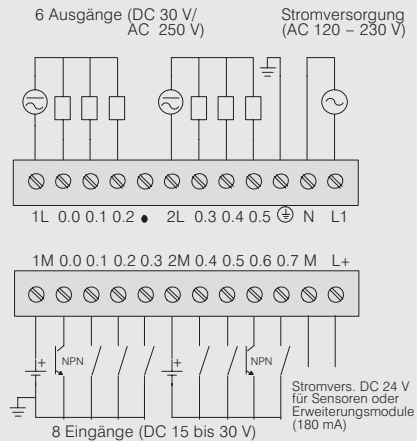 6 Ausgänge (DC 30 V/
AC 250 V)
Stromversorgung
(AC 120 – 230 V)
1L 0.0 0.1 0.2 ● 2L 0.3 0.4 0.5 N L1
1M 0.0 0.1 0.2 0.3 2M 0.4 0.5 0.6 0.7 M L+
+ NPN + NPN
Stromvers. DC 24 V
für Sensoren oder
Erweiterungsmodule
(180 mA)
8 Eingänge (DC 15 bis 30 V)